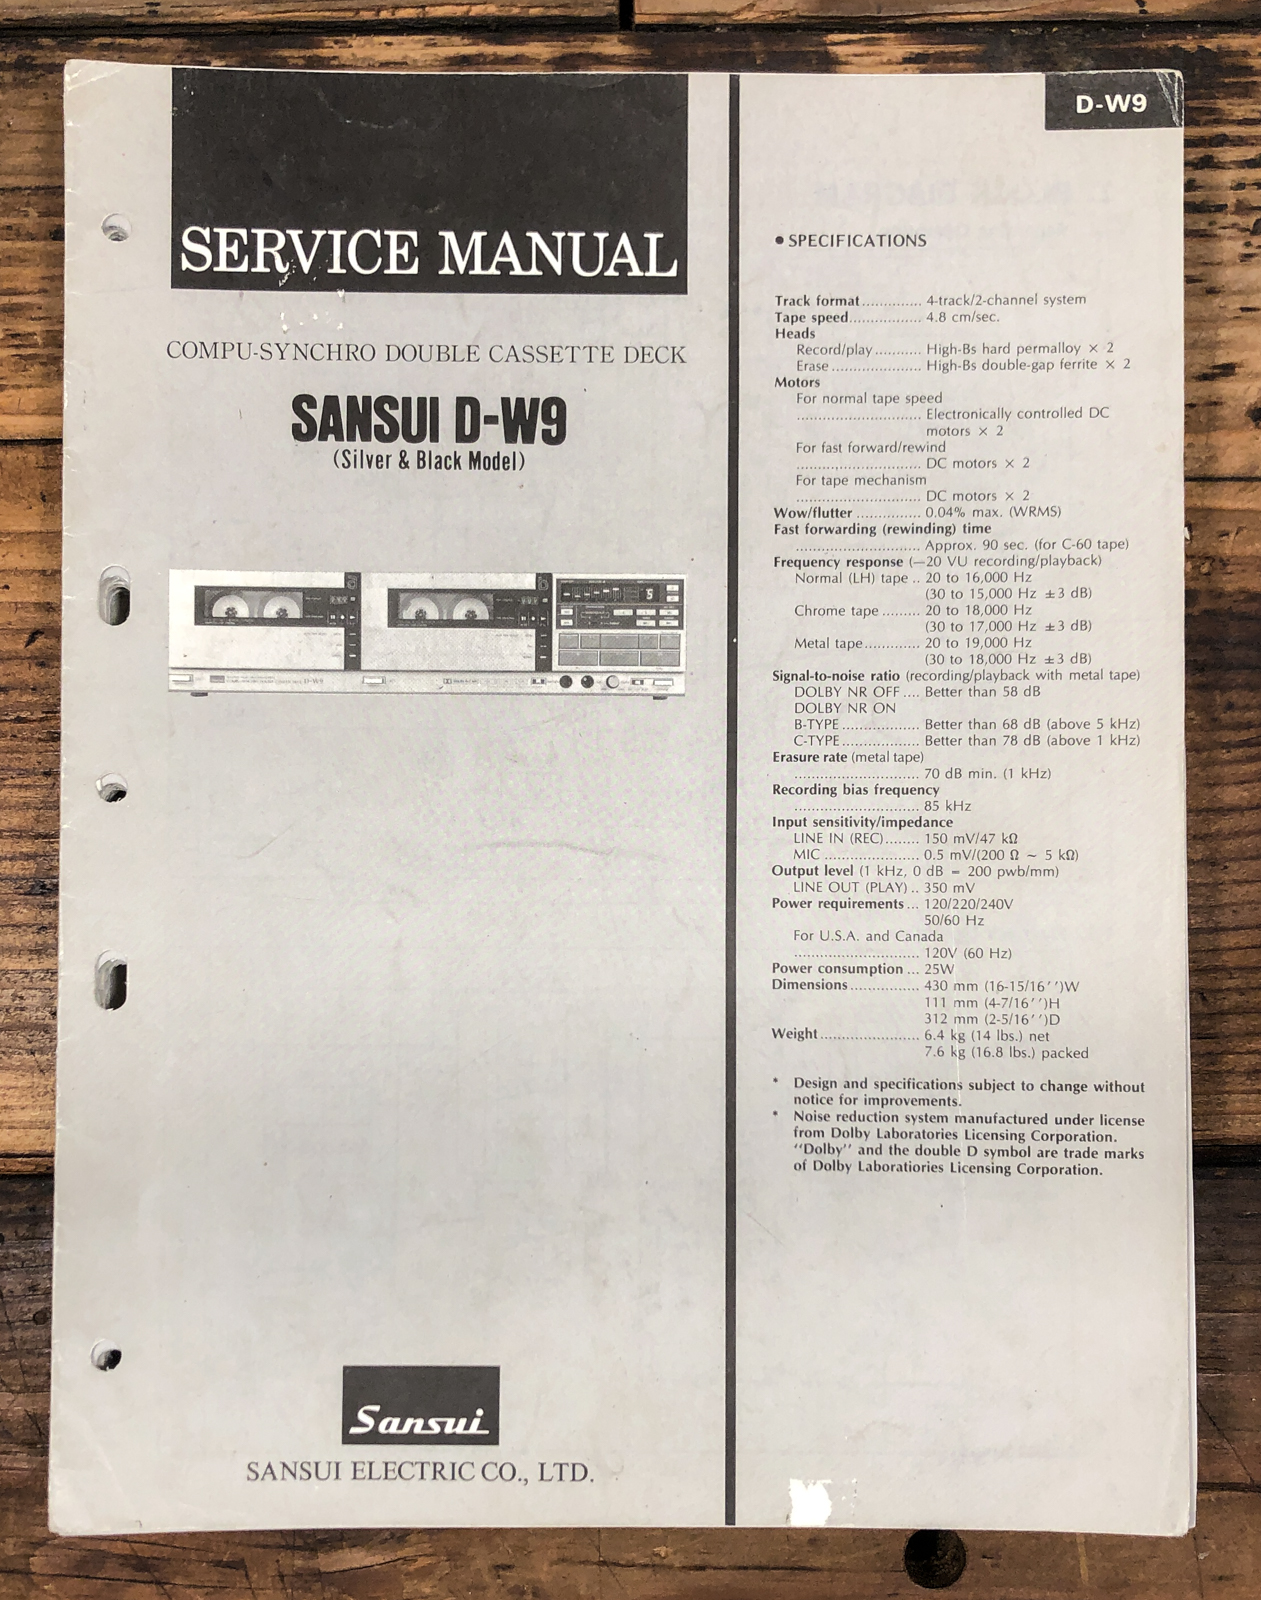 SERVICE MANUAL
COMPU-SYNCHRO DOUBLE CASSETTE DECK
SANSUI D-W9
(Silver & Black Model)
Sansui
SANSUI ELECTRIC CO., LTD.
D-W9
● SPECIFICATIONS
Track format.............. 4-track/2-channel system
Tape speed................. 4.8 cm/sec.
Heads
Record/play........... High-Bs hard permalloy × 2
Erase ..................... High-Bs double-gap ferrite × 2
Motors
For normal tape speed
.............................. Electronically controlled DC
motors × 2
For fast forward/rewind
.............................. DC motors × 2
For tape mechanism
.............................. DC motors × 2
Wow/flutter ............... 0.04% max. (WRMS)
Fast forwarding (rewinding) time
.............................. Approx. 90 sec. (for C-60 tape)
Frequency response (−20 VU recording/playback)
Normal (LH) tape .. 20 to 16,000 Hz
(30 to 15,000 Hz ±3 dB)
Chrome tape ......... 20 to 18,000 Hz
(30 to 17,000 Hz ±3 dB)
Metal tape............. 20 to 19,000 Hz
(30 to 18,000 Hz ±3 dB)
Signal-to-noise ratio (recording/playback with metal tape)
DOLBY NR OFF .... Better than 58 dB
DOLBY NR ON
B-TYPE .................. Better than 68 dB (above 5 kHz)
C-TYPE .................. Better than 78 dB (above 1 kHz)
Erasure rate (metal tape)
.............................. 70 dB min. (1 kHz)
Recording bias frequency
.............................. 85 kHz
Input sensitivity/impedance
LINE IN (REC)........ 150 mV/47 kΩ
MIC ....................... 0.5 mV/(200 Ω ~ 5 kΩ)
Output level (1 kHz, 0 dB = 200 pwb/mm)
LINE OUT (PLAY) .. 350 mV
Power requirements ... 120/220/240V
50/60 Hz
For U.S.A. and Canada
.............................. 120V (60 Hz)
Power consumption ... 25W
Dimensions ................ 430 mm (16-15/16'')W
111 mm (4-7/16'')H
312 mm (2-5/16'')D
Weight........................ 6.4 kg (14 lbs.) net
7.6 kg (16.8 lbs.) packed
* Design and specifications subject to change without
notice for improvements.
* Noise reduction system manufactured under license
from Dolby Laboratories Licensing Corporation.
"Dolby" and the double D symbol are trade marks
of Dolby Laboratiories Licensing Corporation.